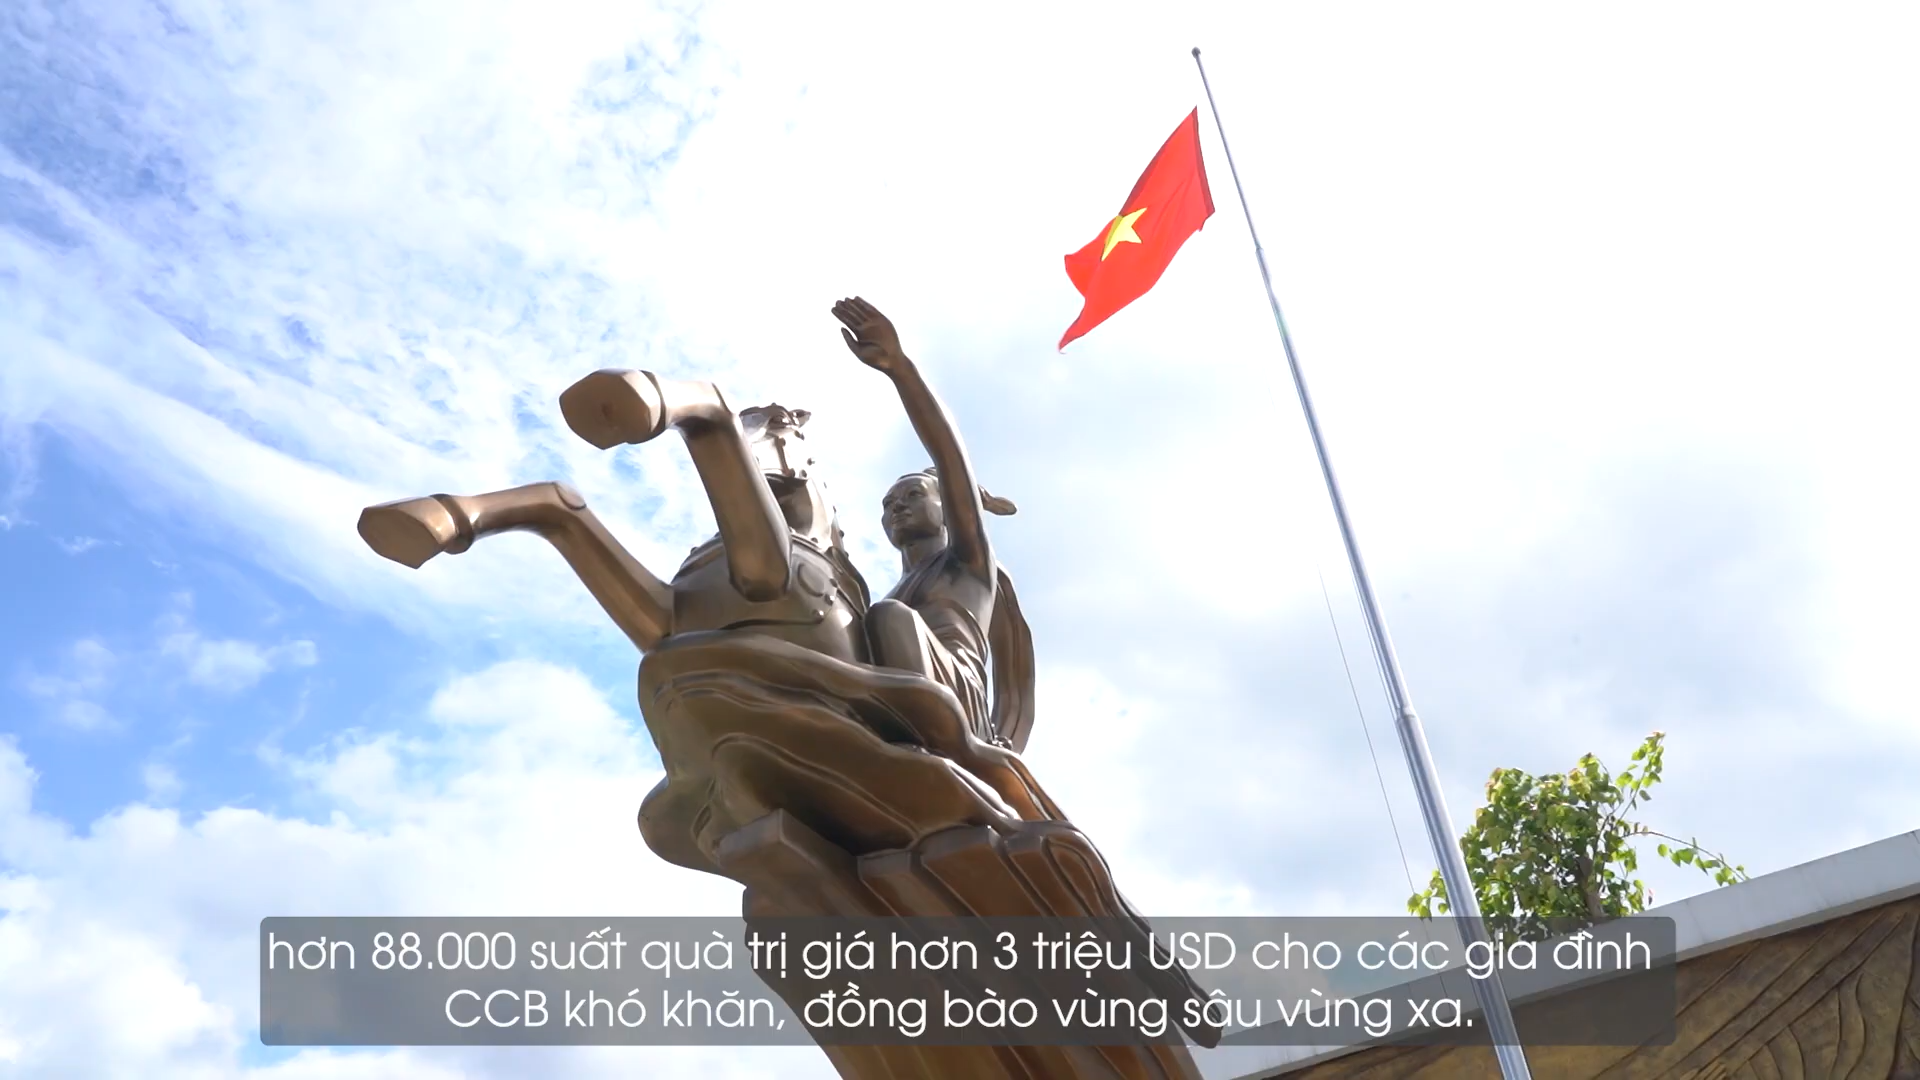 hơn 88.000 suất quà trị giá hơn 3 triệu USD cho các gia đình
CCB khó khăn, đồng bào vùng sâu vùng xa.